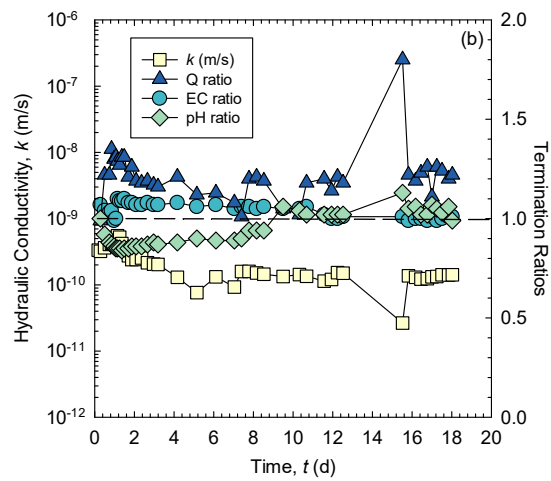 10⁻⁶
10⁻⁷
10⁻⁸
10⁻⁹
10⁻¹⁰
10⁻¹¹
10⁻¹²
Hydraulic Conductivity, k (m/s)
(b)
k (m/s)
Q ratio
EC ratio
pH ratio
2.0
1.5
1.0
0.5
0.0
Termination Ratios
0 2 4 6 8 10 12 14 16 18 20
Time, t (d)